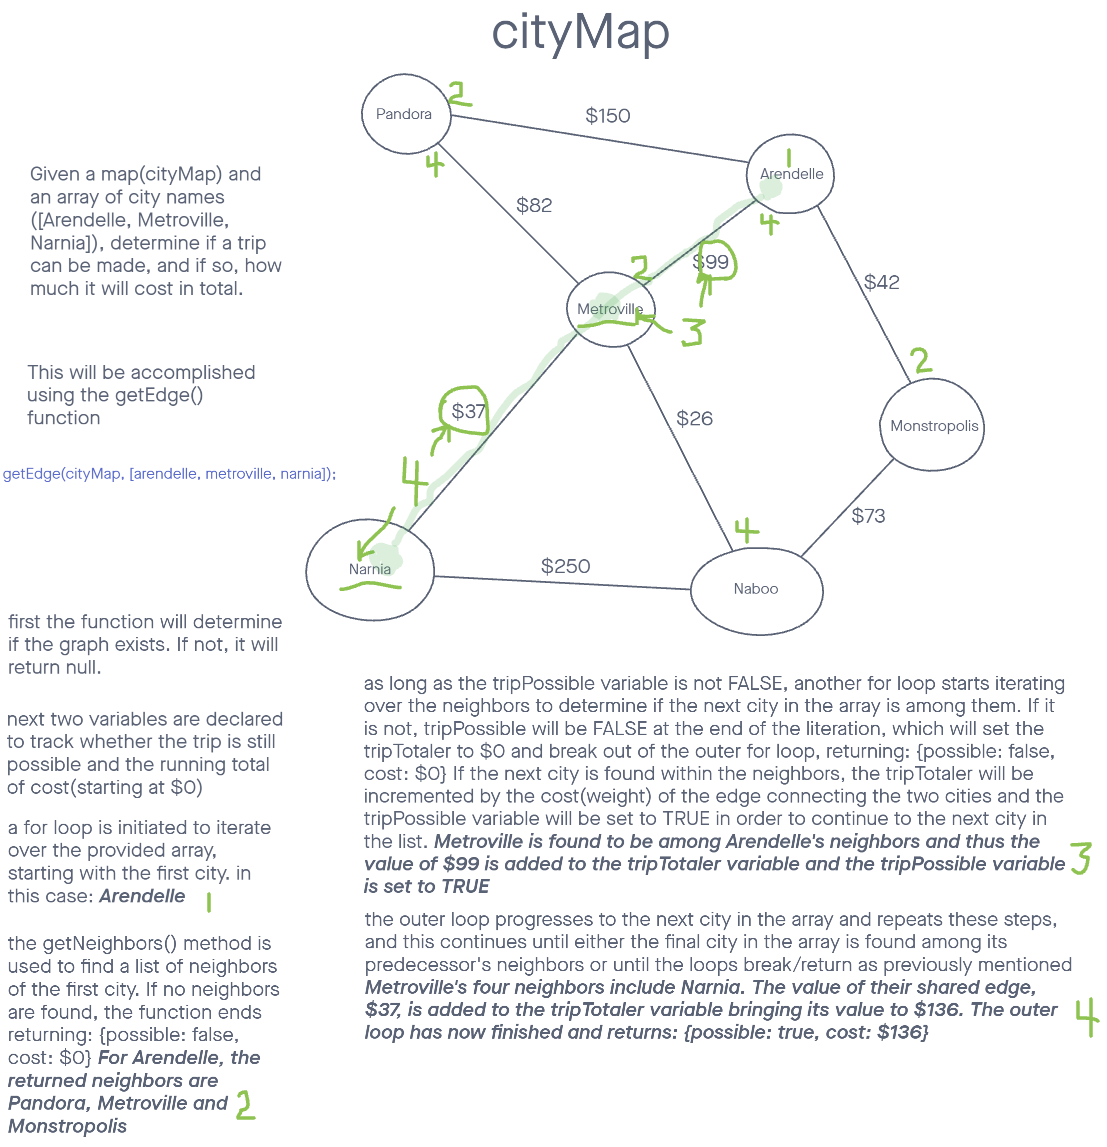 cityMap
Pandora
2
4
$150
1
Arendelle
4
$82
2
$99
Metroville
3
$42
2
Monstropolis
$37
4
$26
$73
4
Narnia
$250
Naboo
Given a map(cityMap) and
an array of city names
([Arendelle, Metroville,
Narnia]), determine if a trip
can be made, and if so, how
much it will cost in total.
This will be accomplished
using the getEdge()
function
getEdge(cityMap, [arendelle, metroville, narnia]);
first the function will determine
if the graph exists. If not, it will
return null.
next two variables are declared
to track whether the trip is still
possible and the running total
of cost(starting at $0)
a for loop is initiated to iterate
over the provided array,
starting with the first city. in
this case: Arendelle 1
the getNeighbors() method is
used to find a list of neighbors
of the first city. If no neighbors
are found, the function ends
returning: {possible: false,
cost: $0} For Arendelle, the
returned neighbors are
Pandora, Metroville and 2
Monstropolis
as long as the tripPossible variable is not FALSE, another for loop starts iterating
over the neighbors to determine if the next city in the array is among them. If it
is not, tripPossible will be FALSE at the end of the literation, which will set the
tripTotaler to $0 and break out of the outer for loop, returning: {possible: false,
cost: $0} If the next city is found within the neighbors, the tripTotaler will be
incremented by the cost(weight) of the edge connecting the two cities and the
tripPossible variable will be set to TRUE in order to continue to the next city in
the list. Metroville is found to be among Arendelle's neighbors and thus the
value of $99 is added to the tripTotaler variable and the tripPossible variable 3
is set to TRUE
the outer loop progresses to the next city in the array and repeats these steps,
and this continues until either the final city in the array is found among its
predecessor's neighbors or until the loops break/return as previously mentioned
Metroville's four neighbors include Narnia. The value of their shared edge,
$37, is added to the tripTotaler variable bringing its value to $136. The outer 4
loop has now finished and returns: {possible: true, cost: $136}